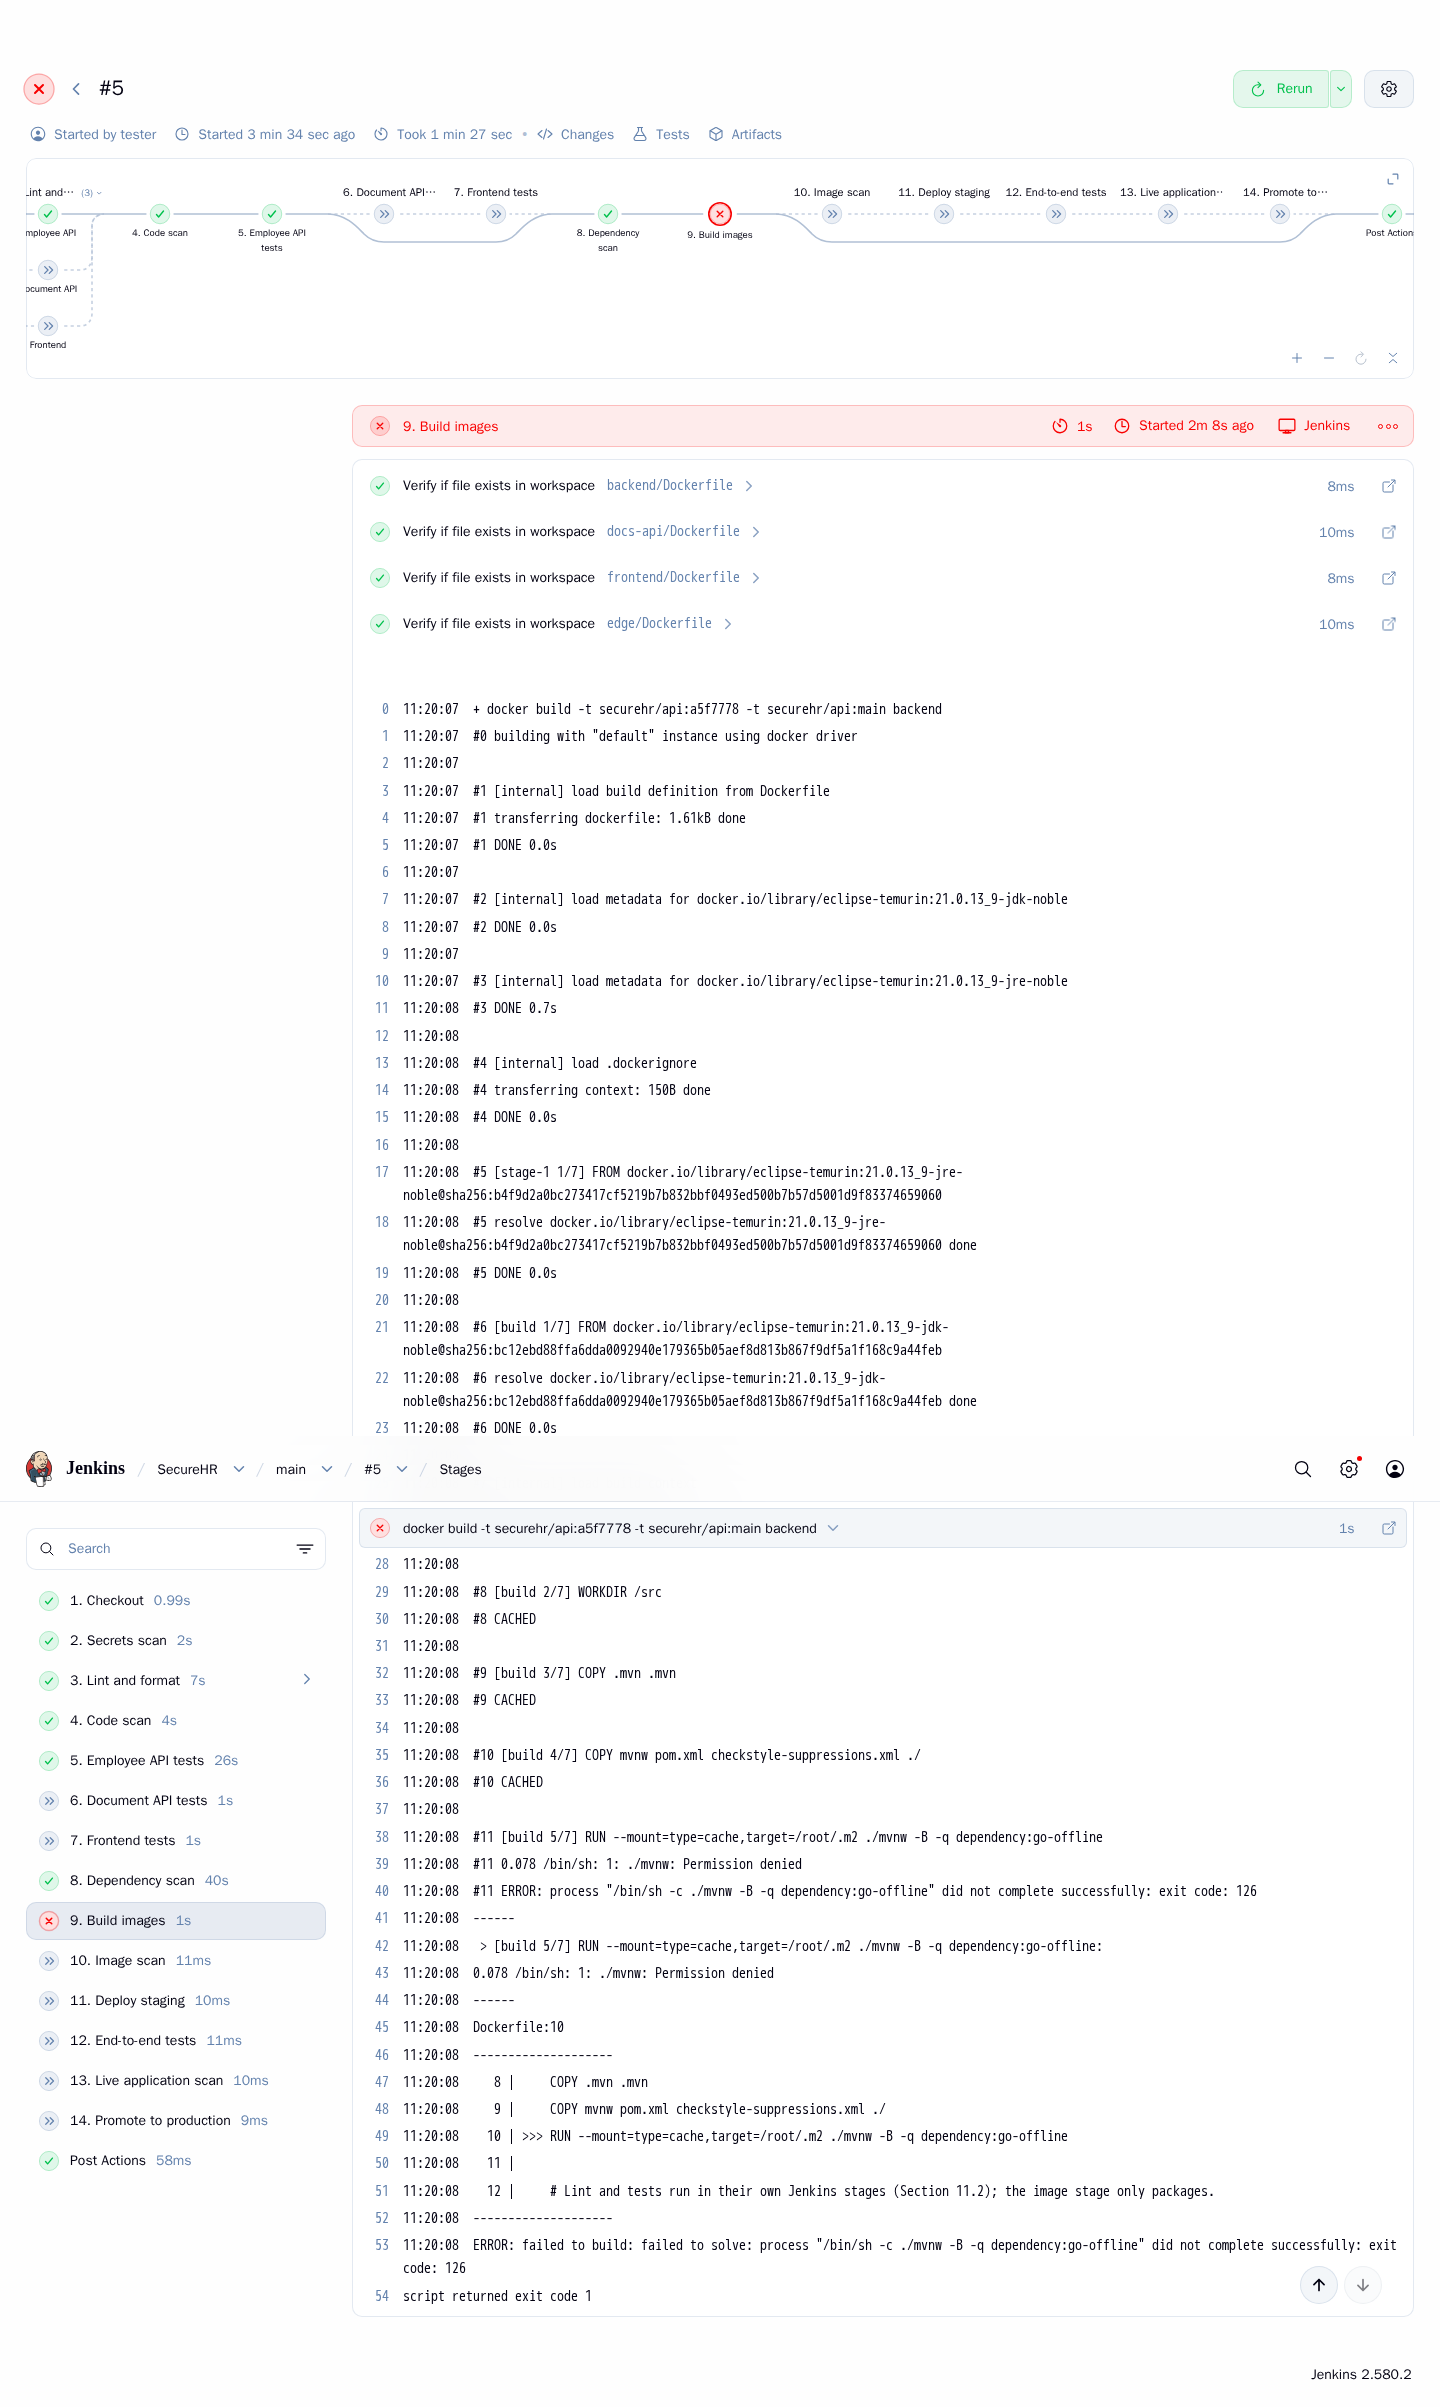 #5
Rerun
Started by tester
Started 3 min 34 sec ago
Took 1 min 27 sec
Changes
Tests
Artifacts
Lint and··· (3)
6. Document API···
7. Frontend tests
10. Image scan
11. Deploy staging
12. End-to-end tests
13. Live application··
14. Promote to···
mployee API
4. Code scan
5. Employee API
tests
8. Dependency
scan
9. Build images
Post Action
ocument API
Frontend
9. Build images
1s
Started 2m 8s ago
Jenkins
Verify if file exists in workspace backend/Dockerfile 8ms
Verify if file exists in workspace docs-api/Dockerfile 10ms
Verify if file exists in workspace frontend/Dockerfile 8ms
Verify if file exists in workspace edge/Dockerfile 10ms
0 11:20:07 + docker build -t securehr/api:a5f7778 -t securehr/api:main backend
1 11:20:07 #0 building with "default" instance using docker driver
2 11:20:07
3 11:20:07 #1 [internal] load build definition from Dockerfile
4 11:20:07 #1 transferring dockerfile: 1.61kB done
5 11:20:07 #1 DONE 0.0s
6 11:20:07
7 11:20:07 #2 [internal] load metadata for docker.io/library/eclipse-temurin:21.0.13_9-jdk-noble
8 11:20:07 #2 DONE 0.0s
9 11:20:07
10 11:20:07 #3 [internal] load metadata for docker.io/library/eclipse-temurin:21.0.13_9-jre-noble
11 11:20:08 #3 DONE 0.7s
12 11:20:08
13 11:20:08 #4 [internal] load .dockerignore
14 11:20:08 #4 transferring context: 150B done
15 11:20:08 #4 DONE 0.0s
16 11:20:08
17 11:20:08 #5 [stage-1 1/7] FROM docker.io/library/eclipse-temurin:21.0.13_9-jre-
noble@sha256:b4f9d2a0bc273417cf5219b7b832bbf0493ed500b7b57d5001d9f83374659060
18 11:20:08 #5 resolve docker.io/library/eclipse-temurin:21.0.13_9-jre-
noble@sha256:b4f9d2a0bc273417cf5219b7b832bbf0493ed500b7b57d5001d9f83374659060 done
19 11:20:08 #5 DONE 0.0s
20 11:20:08
21 11:20:08 #6 [build 1/7] FROM docker.io/library/eclipse-temurin:21.0.13_9-jdk-
noble@sha256:bc12ebd88ffa6dda0092940e179365b05aef8d813b867f9df5a1f168c9a44feb
22 11:20:08 #6 resolve docker.io/library/eclipse-temurin:21.0.13_9-jdk-
noble@sha256:bc12ebd88ffa6dda0092940e179365b05aef8d813b867f9df5a1f168c9a44feb done
23 11:20:08 #6 DONE 0.0s
Jenkins / SecureHR / main / #5 / Stages
Search
1. Checkout 0.99s
2. Secrets scan 2s
3. Lint and format 7s
4. Code scan 4s
5. Employee API tests 26s
6. Document API tests 1s
7. Frontend tests 1s
8. Dependency scan 40s
9. Build images 1s
10. Image scan 11ms
11. Deploy staging 10ms
12. End-to-end tests 11ms
13. Live application scan 10ms
14. Promote to production 9ms
Post Actions 58ms
docker build -t securehr/api:a5f7778 -t securehr/api:main backend 1s
28 11:20:08
29 11:20:08 #8 [build 2/7] WORKDIR /src
30 11:20:08 #8 CACHED
31 11:20:08
32 11:20:08 #9 [build 3/7] COPY .mvn .mvn
33 11:20:08 #9 CACHED
34 11:20:08
35 11:20:08 #10 [build 4/7] COPY mvnw pom.xml checkstyle-suppressions.xml ./
36 11:20:08 #10 CACHED
37 11:20:08
38 11:20:08 #11 [build 5/7] RUN --mount=type=cache,target=/root/.m2 ./mvnw -B -q dependency:go-offline
39 11:20:08 #11 0.078 /bin/sh: 1: ./mvnw: Permission denied
40 11:20:08 #11 ERROR: process "/bin/sh -c ./mvnw -B -q dependency:go-offline" did not complete successfully: exit code: 126
41 11:20:08 ------
42 11:20:08 > [build 5/7] RUN --mount=type=cache,target=/root/.m2 ./mvnw -B -q dependency:go-offline:
43 11:20:08 0.078 /bin/sh: 1: ./mvnw: Permission denied
44 11:20:08 ------
45 11:20:08 Dockerfile:10
46 11:20:08 --------------------
47 11:20:08 8 | COPY .mvn .mvn
48 11:20:08 9 | COPY mvnw pom.xml checkstyle-suppressions.xml ./
49 11:20:08 10 | >>> RUN --mount=type=cache,target=/root/.m2 ./mvnw -B -q dependency:go-offline
50 11:20:08 11 |
51 11:20:08 12 | # Lint and tests run in their own Jenkins stages (Section 11.2); the image stage only packages.
52 11:20:08 --------------------
53 11:20:08 ERROR: failed to build: failed to solve: process "/bin/sh -c ./mvnw -B -q dependency:go-offline" did not complete successfully: exit
code: 126
54 script returned exit code 1
Jenkins 2.580.2